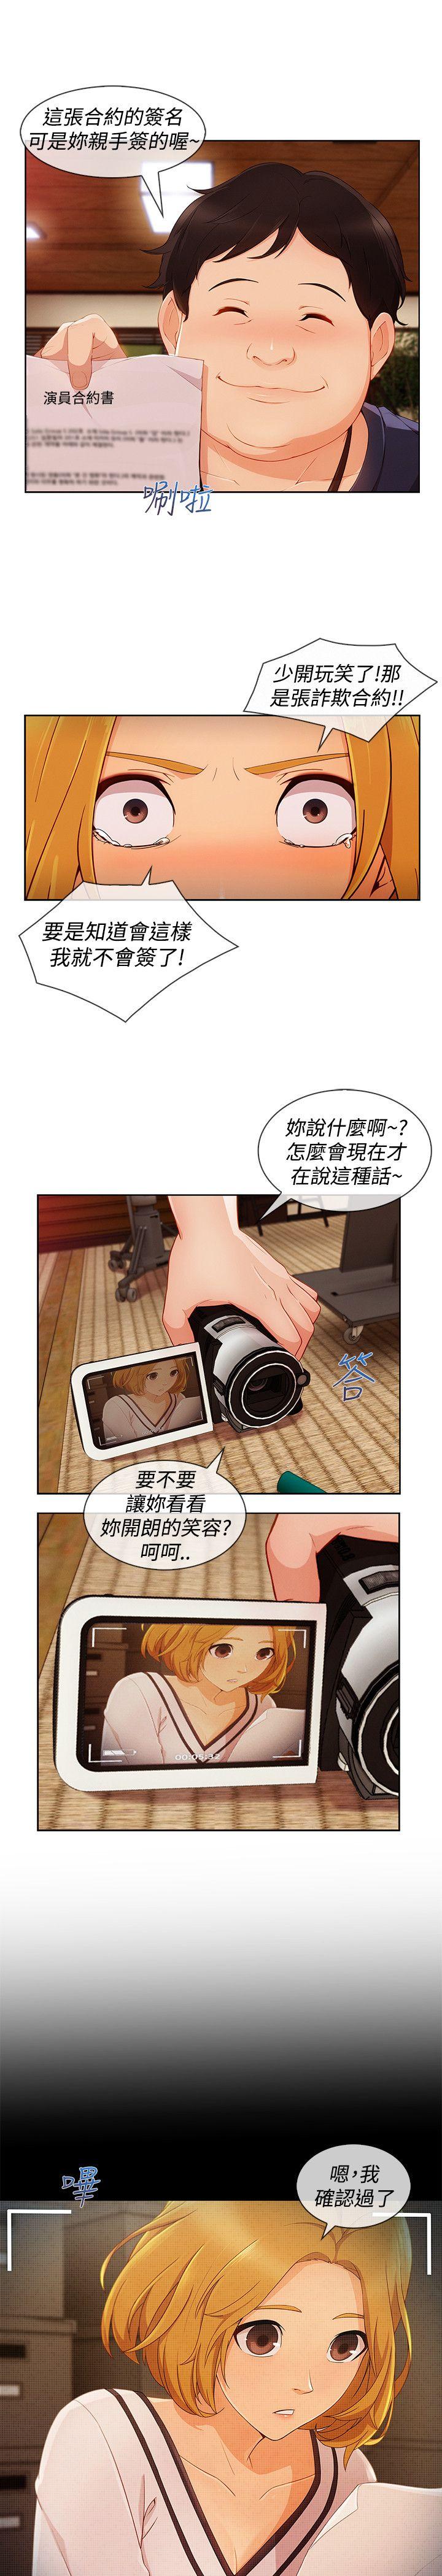 這張合約的簽名
可是妳親手簽的喔~
演員合約書
唰啦
少開玩笑了!那
是張詐欺合約!!
要是知道會這樣
我就不會簽了!
妳說什麼啊~?
怎麼會現在才
在說這種話~
答
要不要
讓妳看看
妳開朗的笑容?
呵呵..
00:05:32
嗶
嗯,我
確認過了